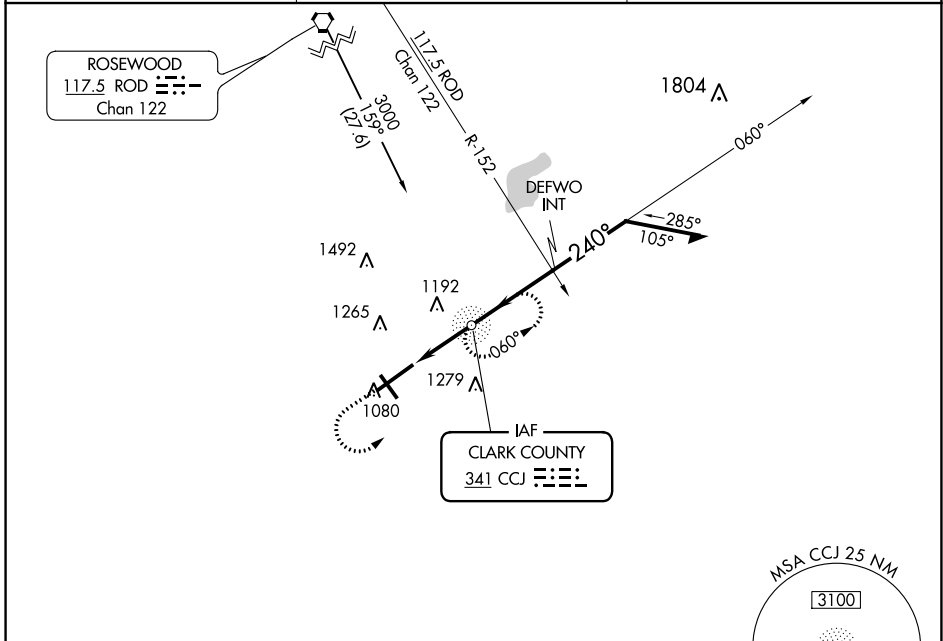 ROSEWOOD
117.5 ROD
Chan 122
3000
159°
(27.6)
117.5 ROD
Chan 122
R-152
1804
060°
DEFWO
INT
285°
105°
240°
1492
1192
1265
060°
1279
1080
IAF
CLARK COUNTY
341 CCJ
MSA CCJ 25 NM
3100